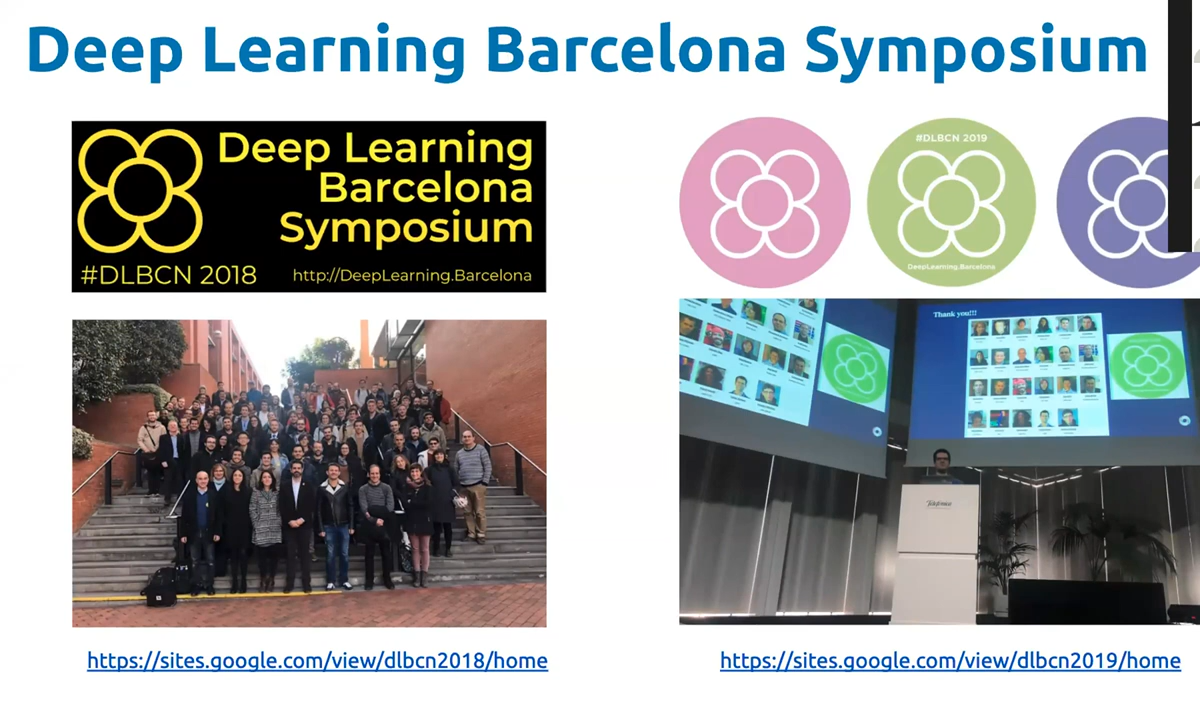 Deep Learning Barcelona Symposium
Deep Learning
Barcelona
Symposium
#DLBCN 2018
http://DeepLearning.Barcelona
#DLBCN 2019
DeepLearning.Barcelona
Thank you!!!
Telefónica
https://sites.google.com/view/dlbcn2018/home
https://sites.google.com/view/dlbcn2019/home